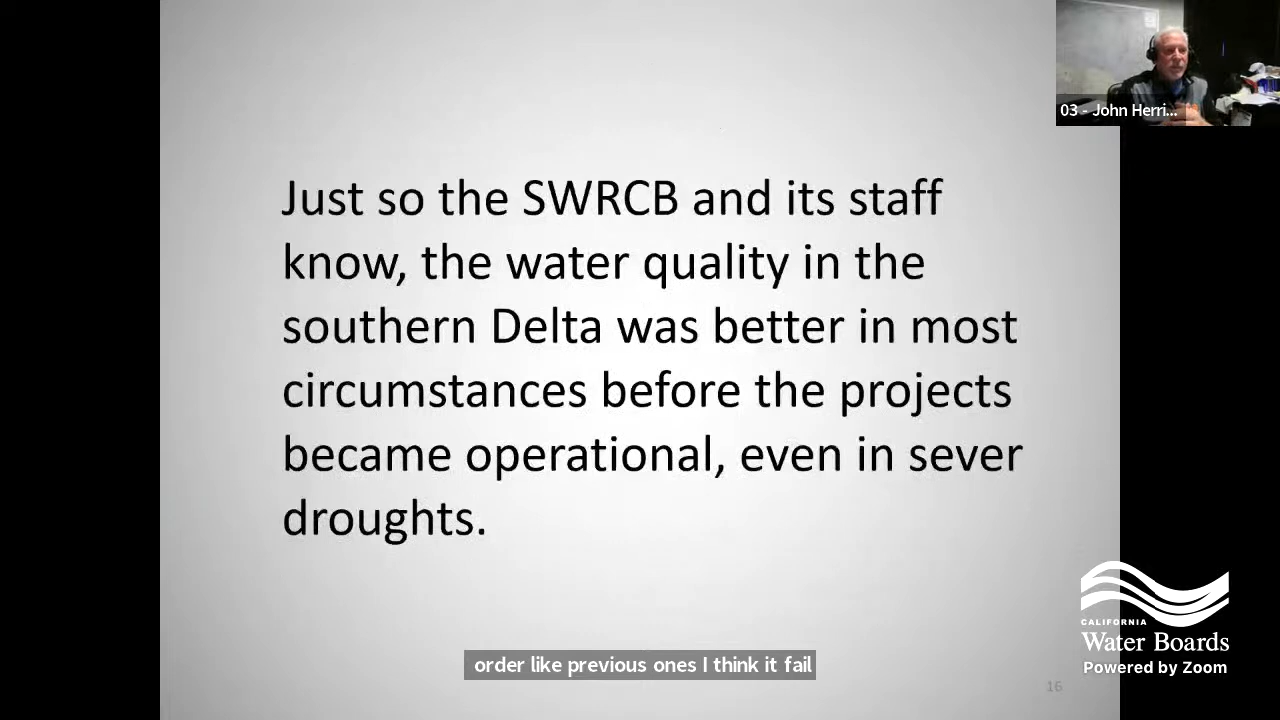 03 - John Herri...
Just so the SWRCB and its staff
know, the water quality in the
southern Delta was better in most
circumstances before the projects
became operational, even in sever
droughts.
CALIFORNIA
Water Boards
Powered by Zoom
order like previous ones I think it fail
16